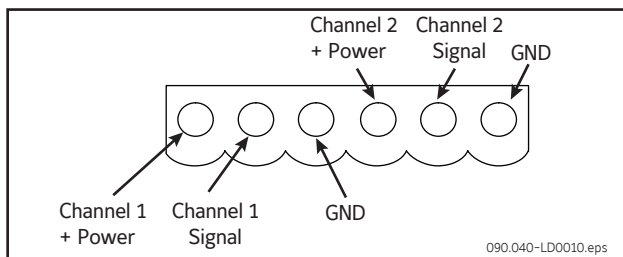 Channel 2
+ Power
Channel 2
Signal
GND
Channel 1
+ Power
Channel 1
Signal
GND
090.040-LD0010.eps